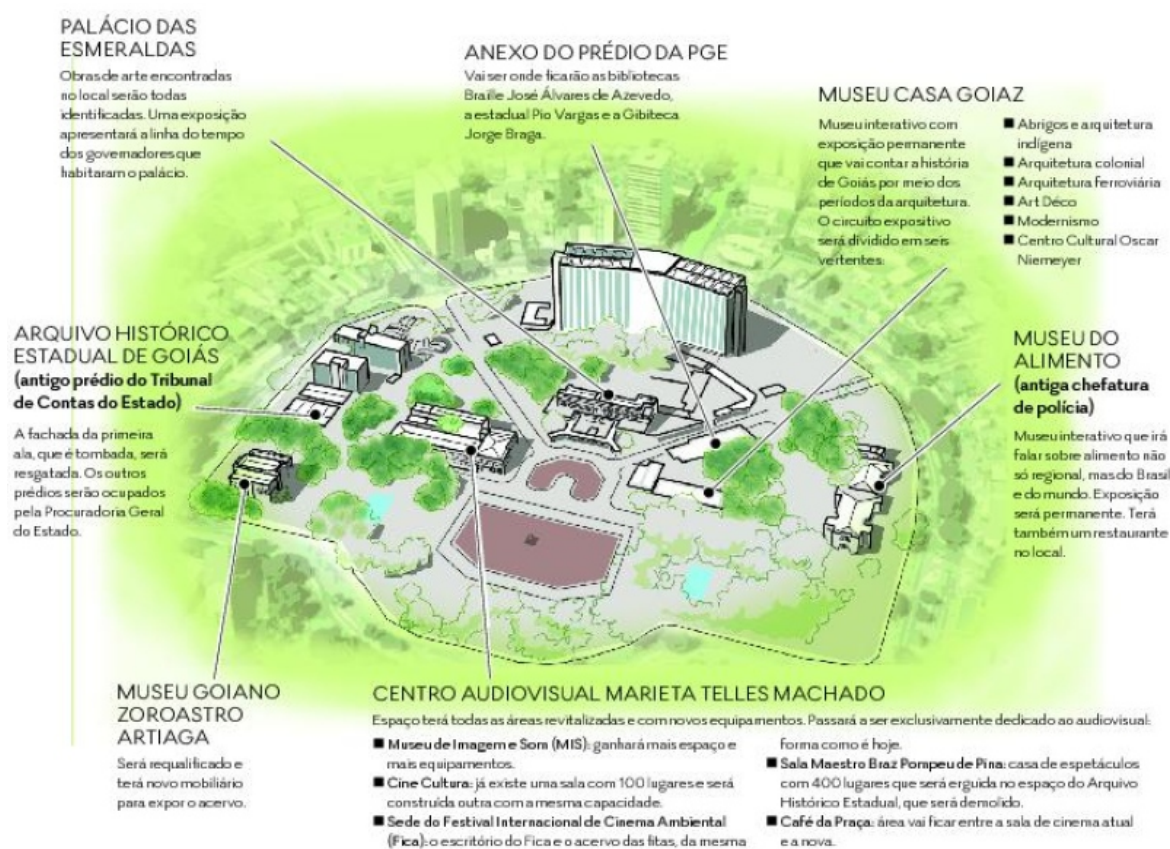 PALÁCIO DAS
ESMERALDAS
Obras de arte encontradas
no local serão todas
identificadas. Uma exposição
apresentará a linha do tempo
dos governadores que
habitaram o palácio.
ANEXO DO PRÉDIO DA PGE
Vai ser onde ficarão as bibliotecas
Braille José Álvares de Azevedo,
a estadual Pio Vargas e a Gibiteca
Jorge Braga.
MUSEU CASA GOIAZ
Museu interativo com
exposição permanente
que vai contar a história
de Goiás por meio dos
períodos da arquitetura.
O circuito expositivo
será dividido em seis
vertentes:
■ Abrigos e arquitetura
indígena
■ Arquitetura colonial
■ Arquitetura ferroviária
■ Art Déco
■ Modernismo
■ Centro Cultural Oscar
Niemeyer
ARQUIVO HISTÓRICO
ESTADUAL DE GOIÁS
(antigo prédio do Tribunal
de Contas do Estado)
A fachada da primeira
ala, que é tombada, será
resgatada. Os outros
prédios serão ocupados
pela Procuradoria Geral
do Estado.
MUSEU DO
ALIMENTO
(antiga chefatura
de polícia)
Museu interativo que irá
falar sobre alimento não
só regional, mas do Brasil
e do mundo. Exposição
será permanente. Terá
também um restaurante
no local.
MUSEU GOIANO
ZOROASTRO
ARTIAGA
Será requalificado e
terá novo mobiliário
para expor o acervo.
CENTRO AUDIOVISUAL MARIETA TELLES MACHADO
Espaço terá todas as áreas revitalizadas e com novos equipamentos. Passará a ser exclusivamente dedicado ao audiovisual:
■ Museu de Imagem e Som (MIS): ganhará mais espaço e
mais equipamentos.
■ Cine Cultura: já existe uma sala com 100 lugares e será
construída outra com a mesma capacidade.
■ Sede do Festival Internacional de Cinema Ambiental
(Fica): o escritório do Fica e o acervo das fitas, da mesma
forma como é hoje.
■ Sala Maestro Braz Pompeu de Pina: casa de espetáculos
com 400 lugares que será erguida no espaço do Arquivo
Histórico Estadual, que será demolido.
■ Café da Praça: área vai ficar entre a sala de cinema atual
e a nova.